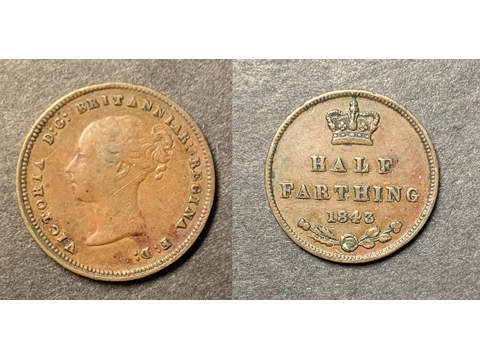 VICTORIA D: G: BRITANNIAR: REGINA F: D:
HALF
FARTHING
1843